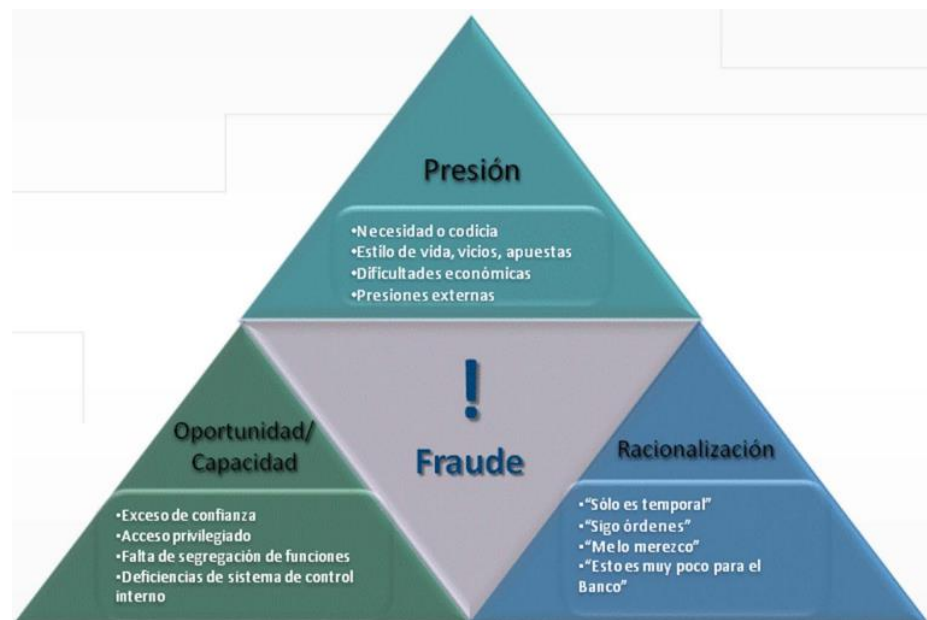 Presión
•Necesidad o codicia
•Estilo de vida, vicios, apuestas
•Dificultades económicas
•Presiones externas
!
Fraude
Oportunidad/
Capacidad
•Exceso de confianza
•Acceso privilegiado
•Falta de segregación de funciones
•Deficiencias de sistema de control
interno
Racionalización
•“Sólo es temporal”
•“Sigo órdenes”
•“Me lo merezco”
•“Esto es muy poco para el
Banco”